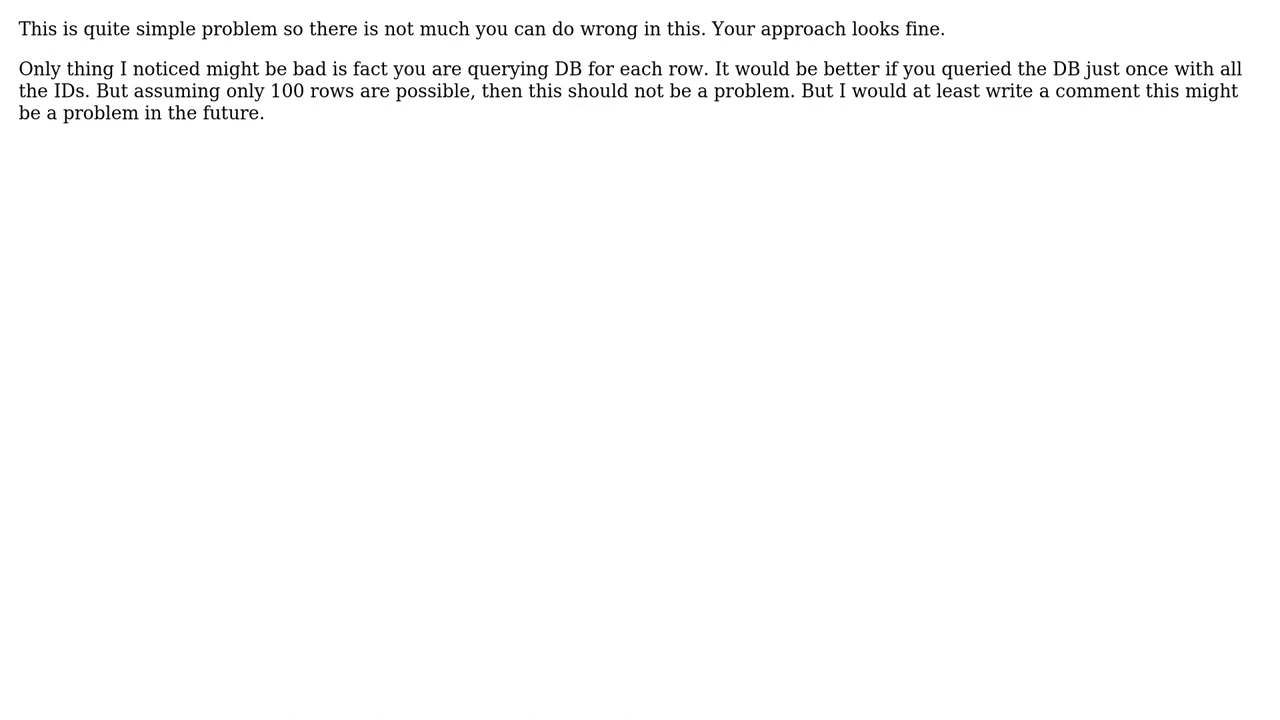 This is quite simple problem so there is not much you can do wrong in this. Your approach looks fine.
Only thing I noticed might be bad is fact you are querying DB for each row. It would be better if you queried the DB just once with all
the IDs. But assuming only 100 rows are possible, then this should not be a problem. But I would at least write a comment this might
be a problem in the future.